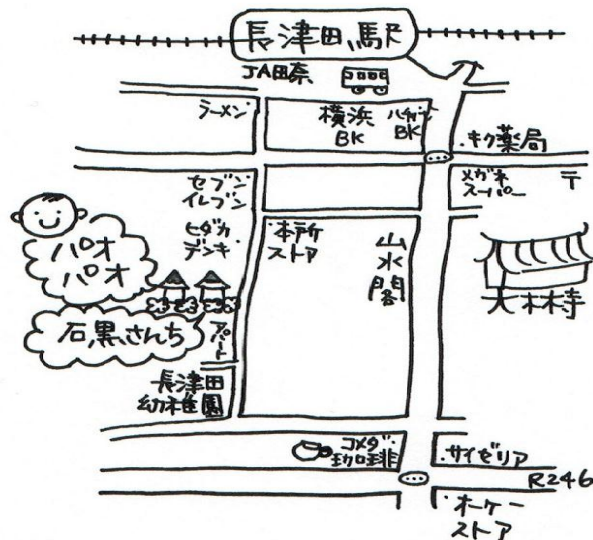 長津田駅
JA田奈
ラーメン
横浜
BK
BK
キク薬局
セブン
イレブン
メガネ
スーパー
〒
ヒダカ
デンキ
本所
ストア
山水閣
大林寺
パオ
パオ
石黒さんち
アパート
長津田
幼稚園
コメダ
珈琲
サイゼリア
R246
オーケー
ストア